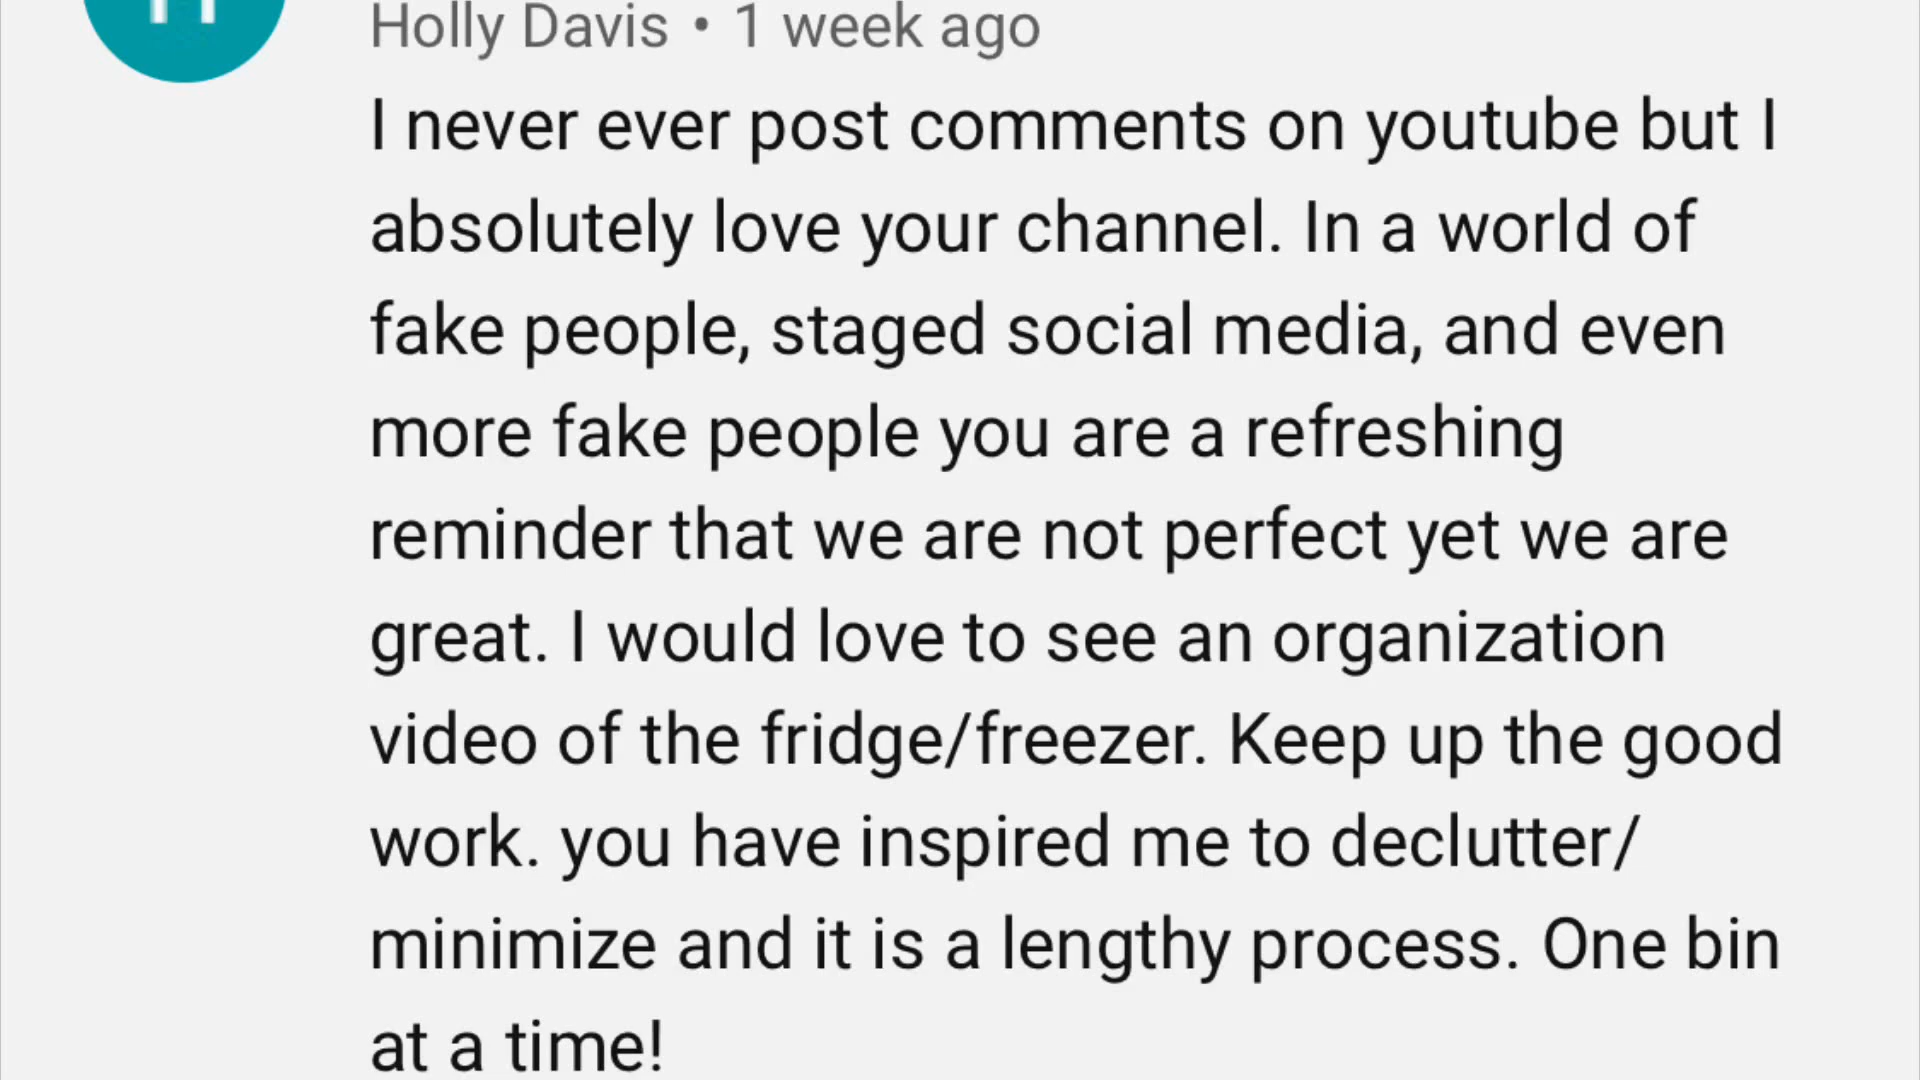 Holly Davis • 1 week ago
I never ever post comments on youtube but I
absolutely love your channel. In a world of
fake people, staged social media, and even
more fake people you are a refreshing
reminder that we are not perfect yet we are
great. I would love to see an organization
video of the fridge/freezer. Keep up the good
work. you have inspired me to declutter/
minimize and it is a lengthy process. One bin
at a time!